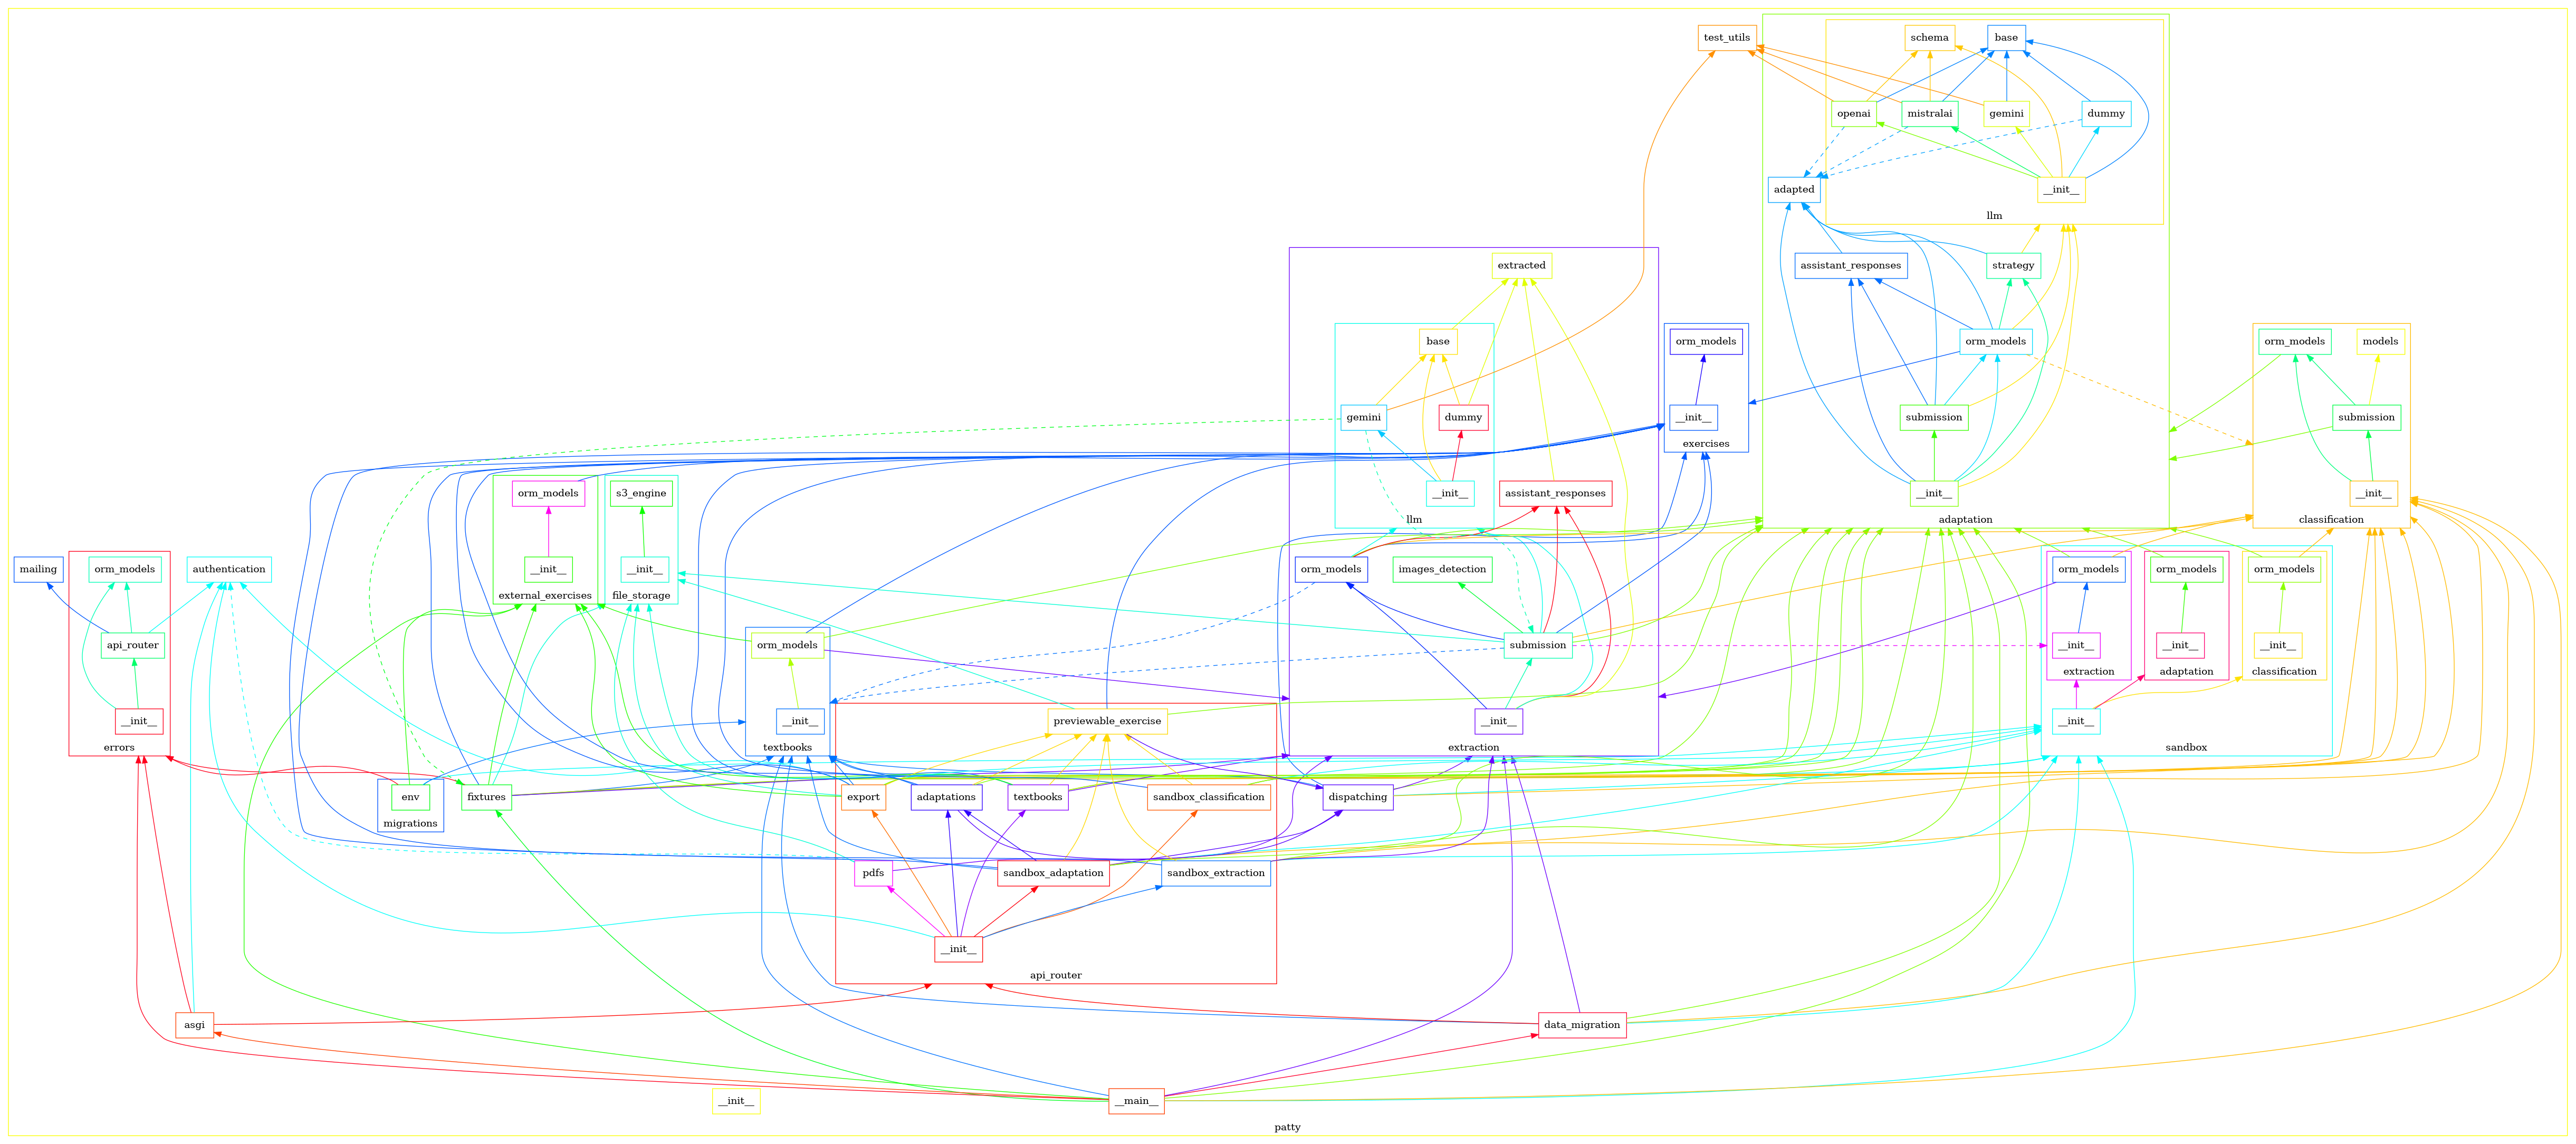 test_utils
schema
base
openai
mistralai
gemini
dummy
adapted
__init__
llm
assistant_responses
strategy
extracted
orm_models
base
orm_models
orm_models
models
gemini
dummy
__init__
exercises
submission
submission
orm_models
s3_engine
__init__
assistant_responses
__init__
__init__
llm
adaptation
classification
mailing
orm_models
authentication
__init__
__init__
external_exercises
file_storage
orm_models
images_detection
orm_models
orm_models
orm_models
api_router
orm_models
submission
__init__
__init__
__init__
extraction
adaptation
classification
__init__
errors
__init__
textbooks
previewable_exercise
__init__
extraction
__init__
sandbox
env
migrations
fixtures
export
adaptations
textbooks
sandbox_classification
dispatching
pdfs
sandbox_adaptation
sandbox_extraction
__init__
api_router
asgi
data_migration
__init__
__main__
patty